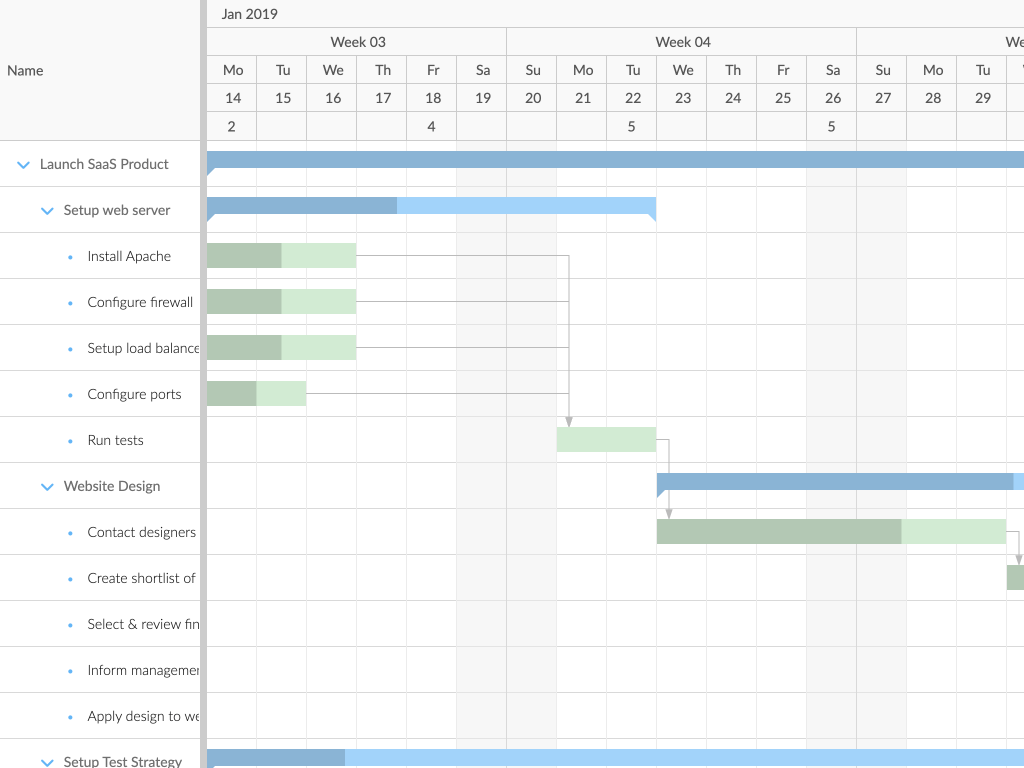 Name
Jan 2019
Week 03 Week 04 We
Mo Tu We Th Fr Sa Su Mo Tu We Th Fr Sa Su Mo Tu
14 15 16 17 18 19 20 21 22 23 24 25 26 27 28 29
2 4 5 5
Launch SaaS Product
Setup web server
Install Apache
Configure firewall
Setup load balance
Configure ports
Run tests
Website Design
Contact designers
Create shortlist of
Select & review fin
Inform managemen
Apply design to we
Setup Test Strategy